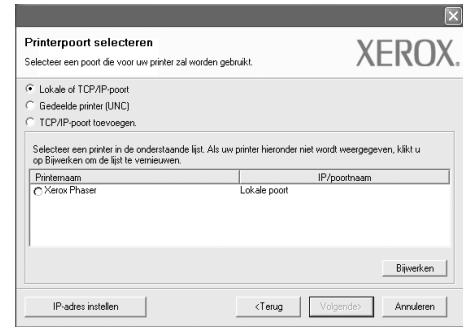 Printerpoort selecteren
Selecteer een poort die voor uw printer zal worden gebruikt.
XEROX.
Lokale of TCP/IP-poort
Gedeelde printer (UNC)
TCP/IP-poort toevoegen.
Selecteer een printer in de onderstaande lijst. Als uw printer hieronder niet wordt weergegeven, klikt u
op Bijwerken om de lijst te vernieuwen.
Printernaam IP/poortnaam
Xerox Phaser Lokale poort
Bijwerken
IP-adres instellen <Terug Volgende> Annuleren